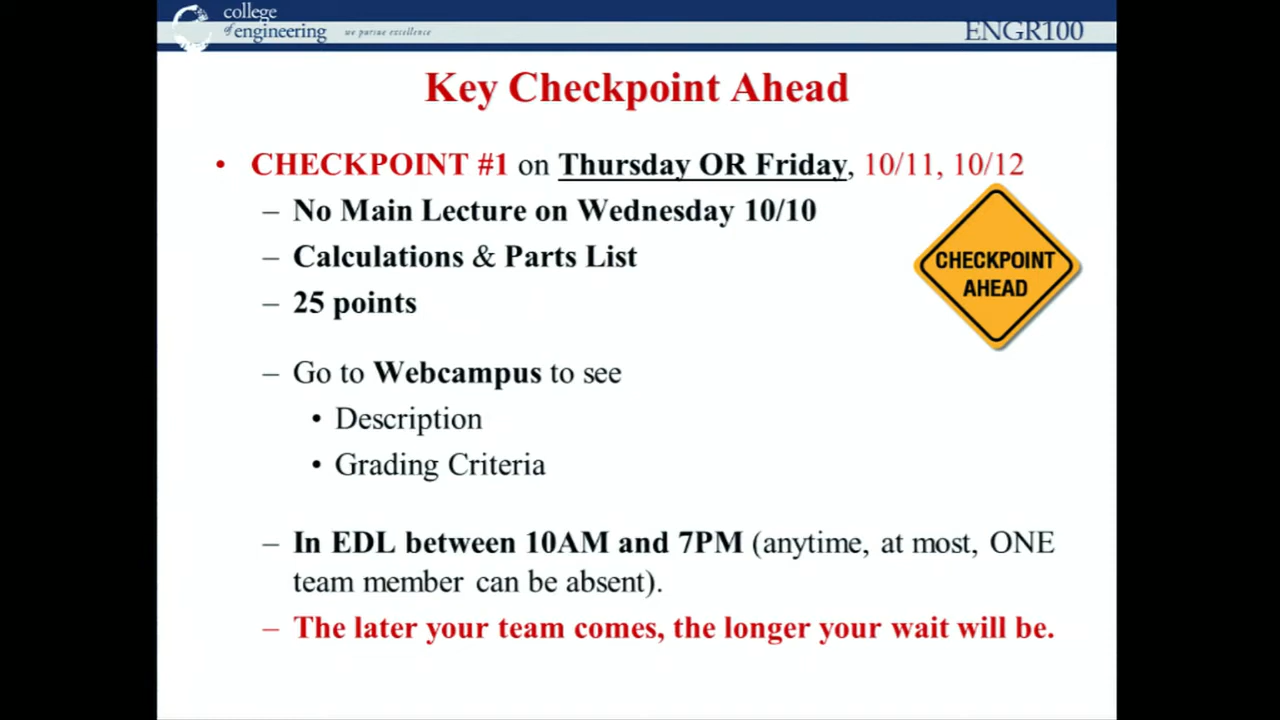 college
of engineering we pursue excellence
ENGR100
Key Checkpoint Ahead
• CHECKPOINT #1 on Thursday OR Friday, 10/11, 10/12
– No Main Lecture on Wednesday 10/10
– Calculations & Parts List
– 25 points
CHECKPOINT
AHEAD
– Go to Webcampus to see
• Description
• Grading Criteria
– In EDL between 10AM and 7PM (anytime, at most, ONE
team member can be absent).
– The later your team comes, the longer your wait will be.